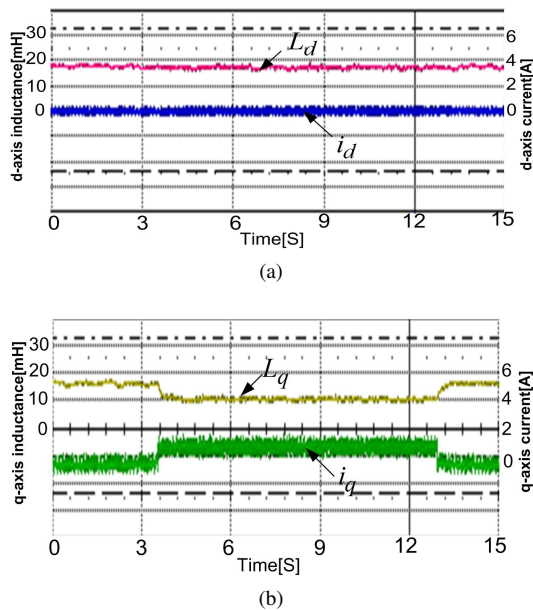 d-axis inductance[mH]
30
20
10
0
L_d
i_d
6
4
2
0
d-axis current[A]
0 3 6 9 12 15
Time[S]
(a)
q-axis inductance[mH]
30
20
10
0
L_q
i_q
6
4
2
0
q-axis current[A]
0 3 6 9 12 15
Time[S]
(b)